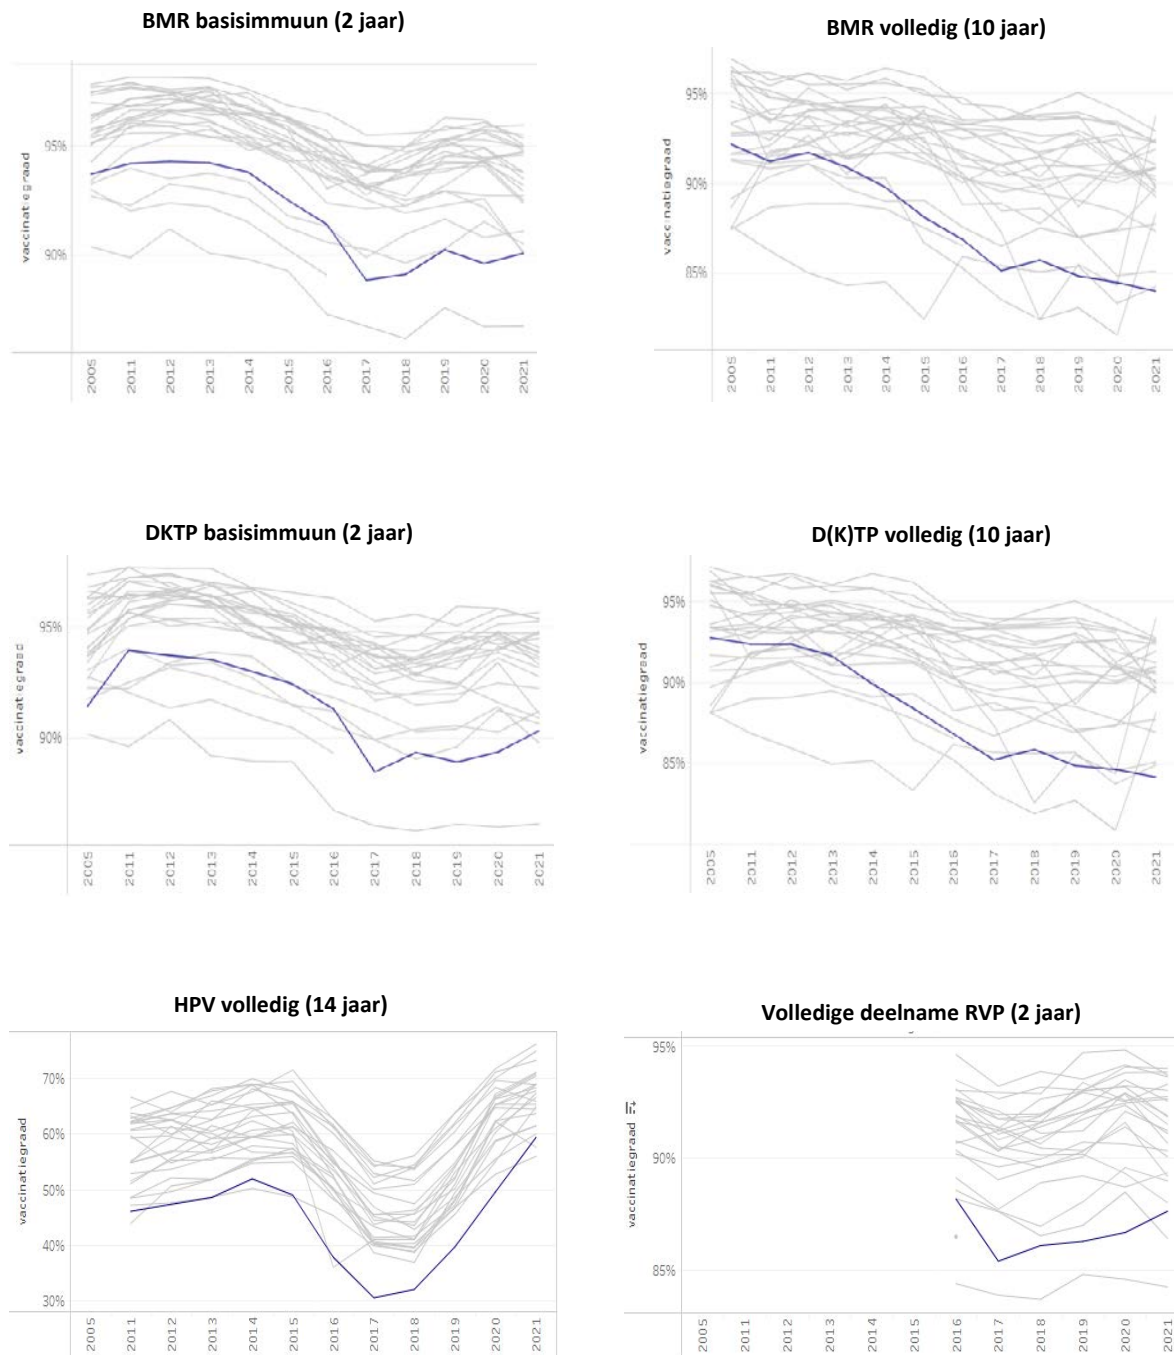 BMR basisimmuun (2 jaar)
95%
90%
vaccinatiegraad
2005 2011 2012 2013 2014 2015 2016 2017 2018 2019 2020 2021
BMR volledig (10 jaar)
95%
90%
85%
vacc natiegraad
2005 2011 2012 2013 2014 2015 2016 2017 2018 2019 2020 2021
DKTP basisimmuun (2 jaar)
95%
90%
vaccinatiegraad
2005 2011 2012 2013 2014 2015 2016 2017 2018 2019 2020 2021
D(K)TP volledig (10 jaar)
95%
90%
85%
vaccinatiegraad
2005 2011 2012 2013 2014 2015 2016 2017 2018 2019 2020 2021
HPV volledig (14 jaar)
70%
60%
50%
40%
30%
vaccinatiegraad
2005 2011 2012 2013 2014 2015 2016 2017 2018 2019 2020 2021
Volledige deelname RVP (2 jaar)
95%
90%
85%
vaccinatiegraad
2005 2011 2012 2013 2014 2015 2016 2017 2018 2019 2020 2021